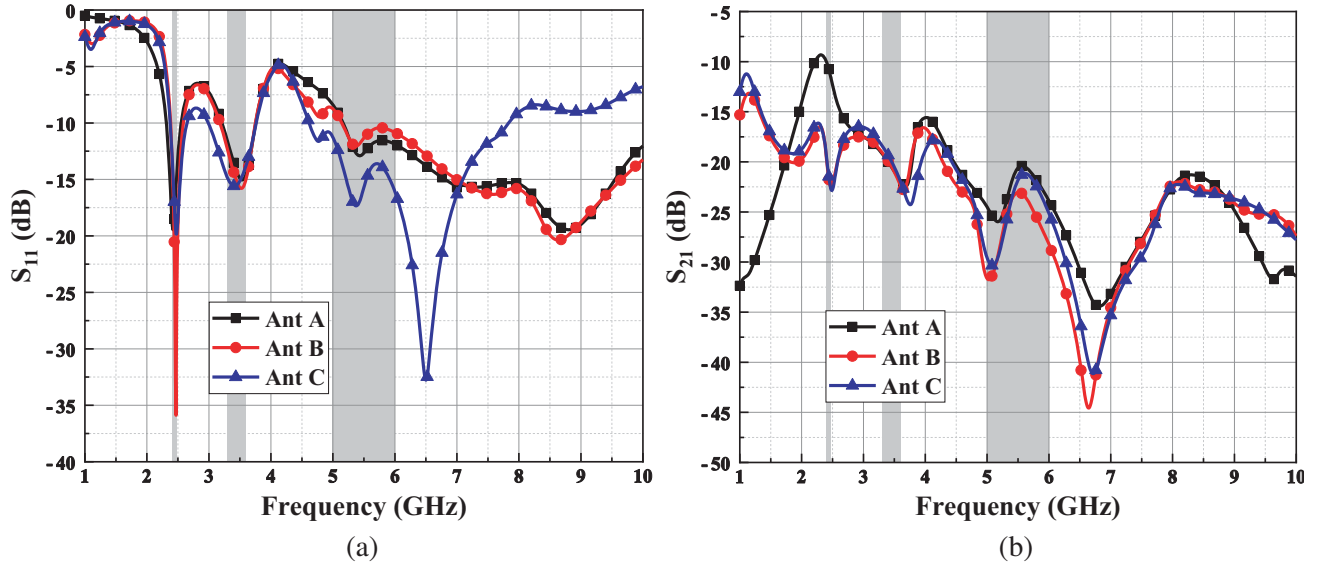 0
-5
-10
-15
-20
-25
-30
-35
-40
S11 (dB)
1 2 3 4 5 6 7 8 9 10
Frequency (GHz)
Ant A
Ant B
Ant C
(a)
-5
-10
-15
-20
-25
-30
-35
-40
-45
-50
S21 (dB)
1 2 3 4 5 6 7 8 9 10
Frequency (GHz)
Ant A
Ant B
Ant C
(b)